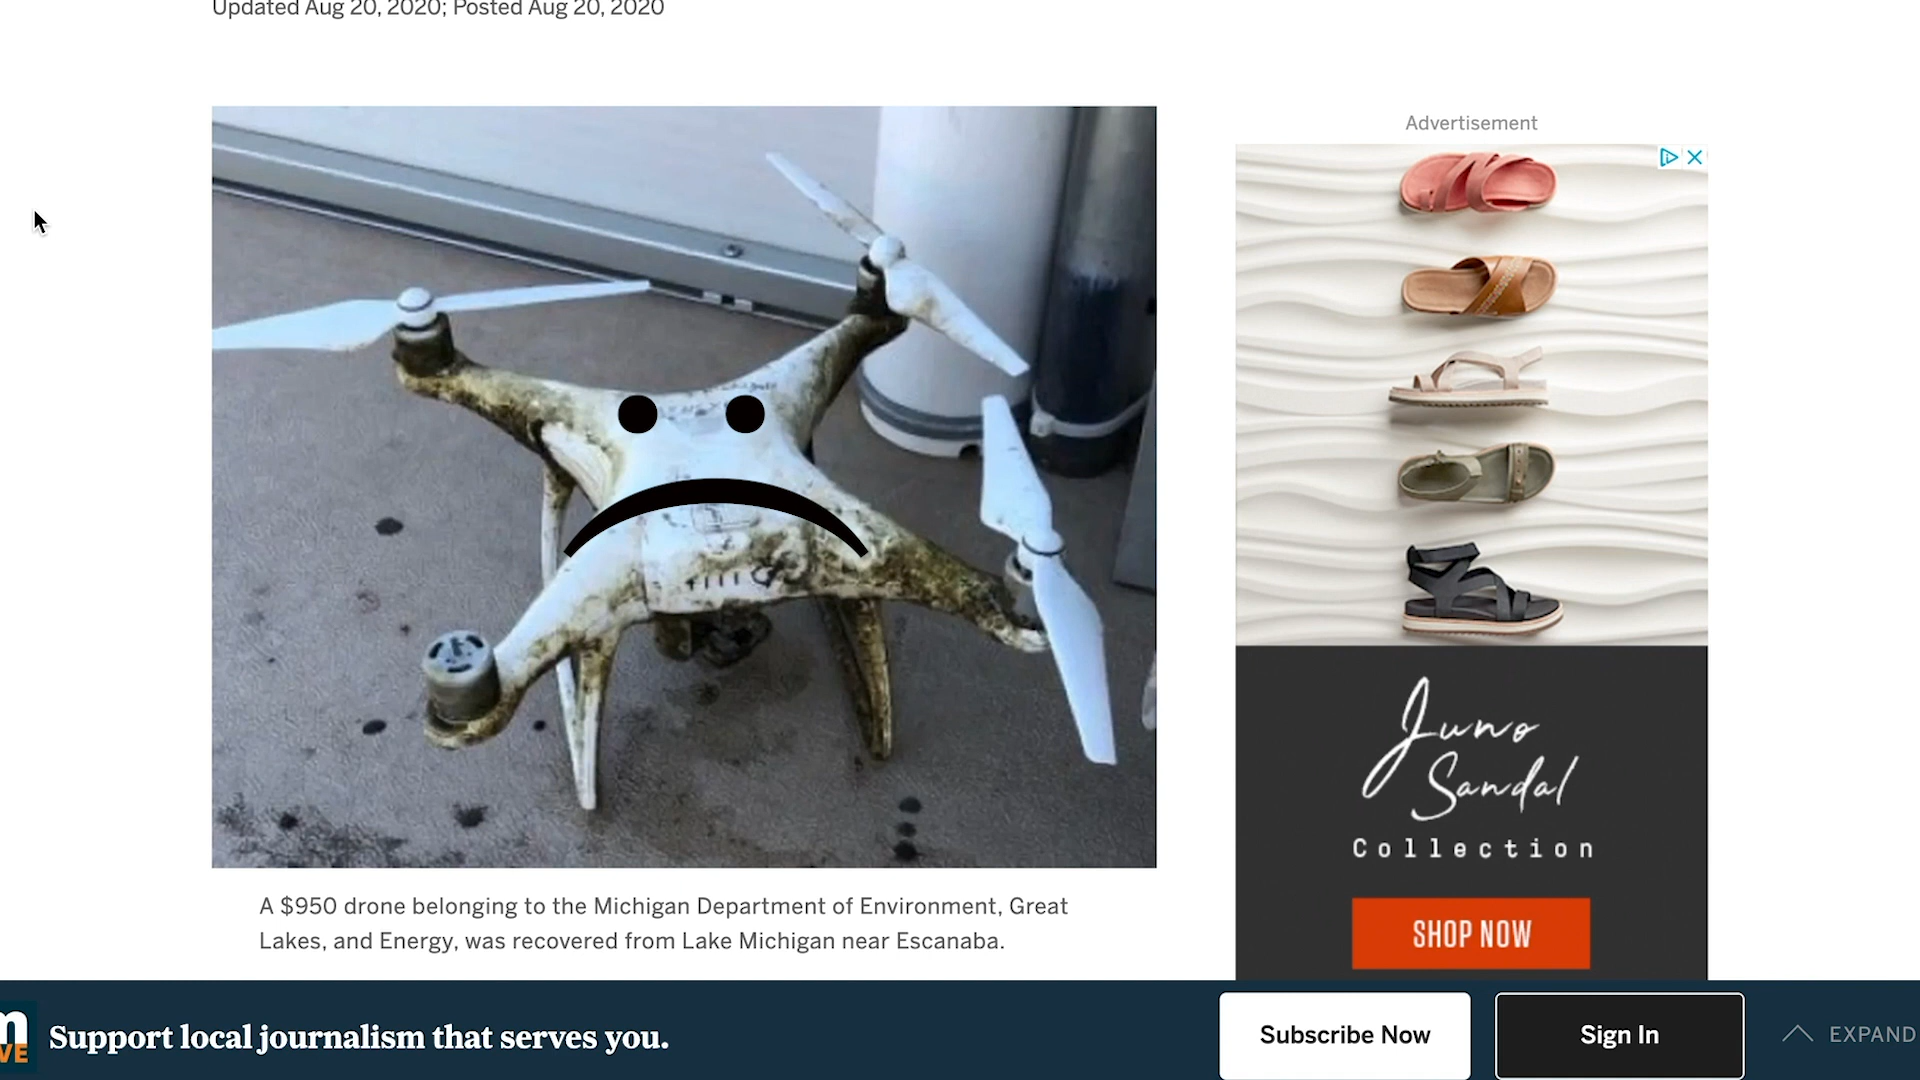 Updated Aug 20, 2020; Posted Aug 20, 2020
Advertisement
A $950 drone belonging to the Michigan Department of Environment, Great
Lakes, and Energy, was recovered from Lake Michigan near Escanaba.
Juno
Sandal
Collection
SHOP NOW
Support local journalism that serves you.
Subscribe Now
Sign In
EXPAND